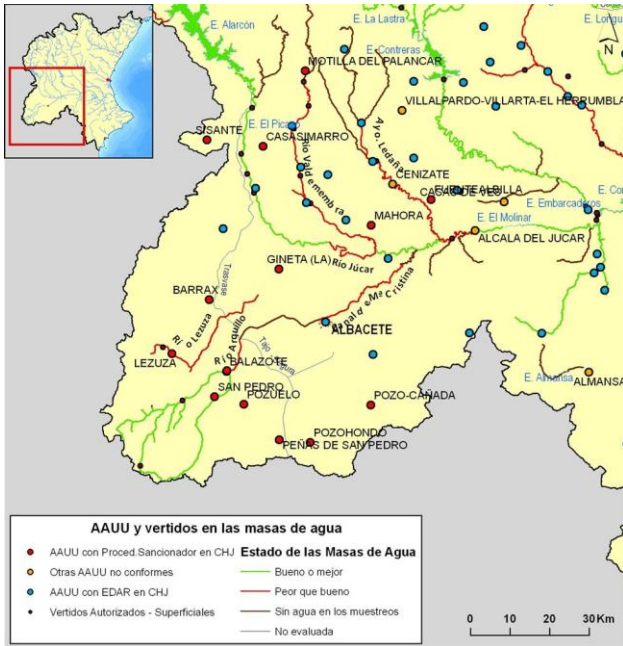 E. Alarcón
E. La Lastra
E. Contreras
N
MOTILLA DEL PALANCAR
VILLALPARDO-VILLARTA-EL HERRUMBLA
SISANTE
CASASIMARRO
Río Valdemembra
Ayo. Ledaña
CENIZATE
FUENTEALBILLA
E. Embarcaderos
MAHORA
E. El Molinar
ALCALA DEL JUCAR
GINETA (LA)
Río Júcar
BARRAX
Trasvase
Río Lezuza
Canal de Mª Cristina
ALBACETE
LEZUZA
Río Arquillo
BALAZOTE
SAN PEDRO
POZUELO
POZO-CAÑADA
E. Almansa
ALMANSA
POZOHONDO
PEÑAS DE SAN PEDRO
AAUU y vertidos en las masas de agua
AAUU con Proced.Sancionador en CHJ
Otras AAUU no conformes
AAUU con EDAR en CHJ
Vertidos Autorizados - Superficiales
Estado de las Masas de Agua
Bueno o mejor
Peor que bueno
Sin agua en los muestreos
No evaluada
0 10 20 30 Km